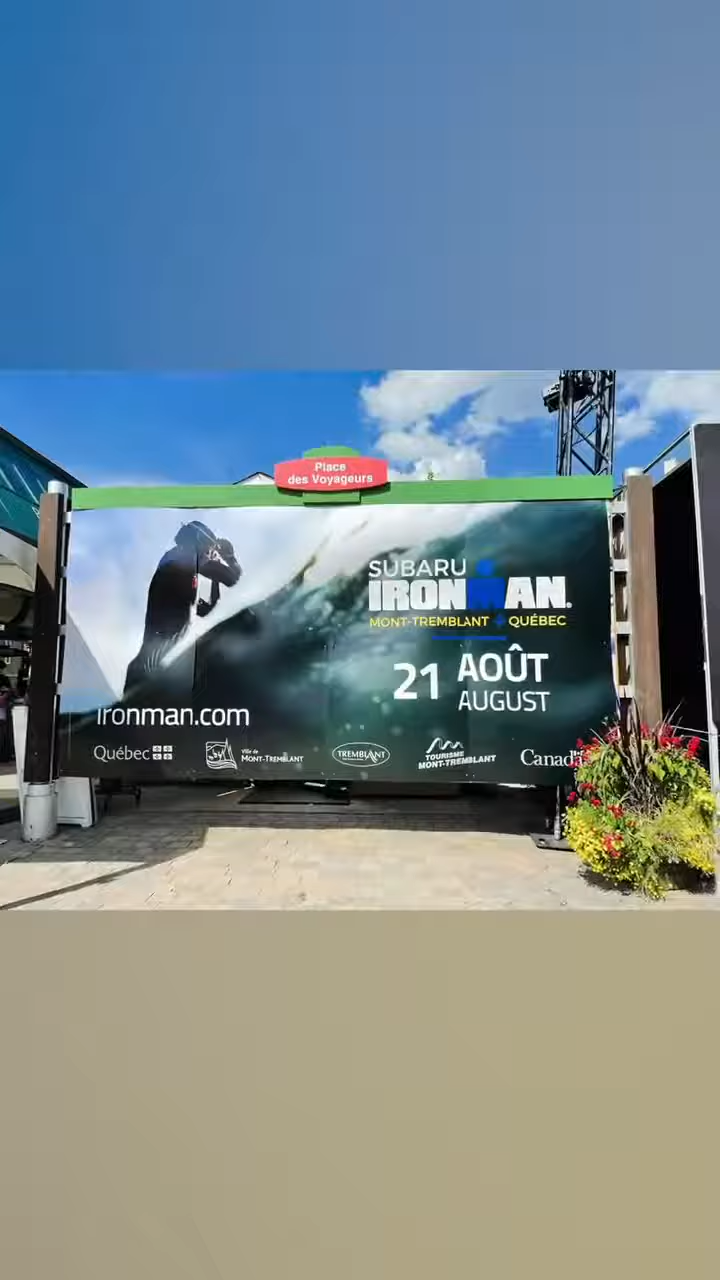 Place
des Voyageurs
SUBARU
IRONMAN.
MONT-TREMBLANT + QUÉBEC
21 AOÛT
AUGUST
ironman.com
Québec
Ville de
MONT-TREMBLANT
TREMBLANT
TOURISME
MONT-TREMBLANT
Canada